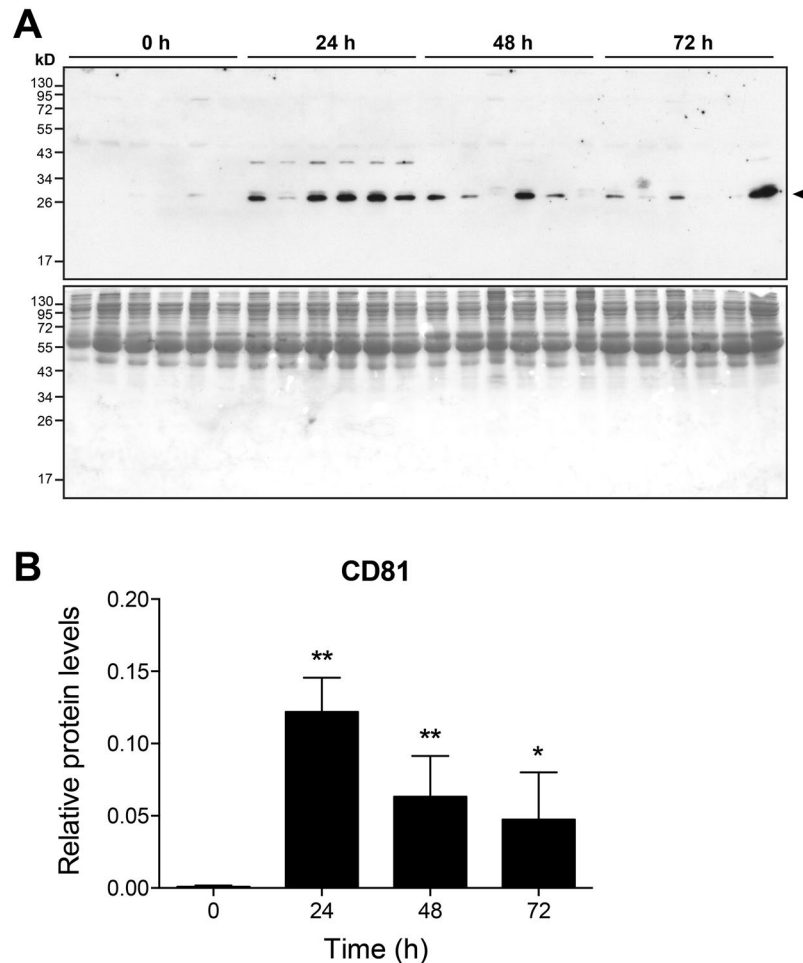 A
0 h 24 h 48 h 72 h
kD
130
95
72
55
43
34
26
17
130
95
72
55
43
34
26
17
B
CD81
Relative protein levels
0.20
0.15
0.10
0.05
0.00
** ** *
0 24 48 72
Time (h)